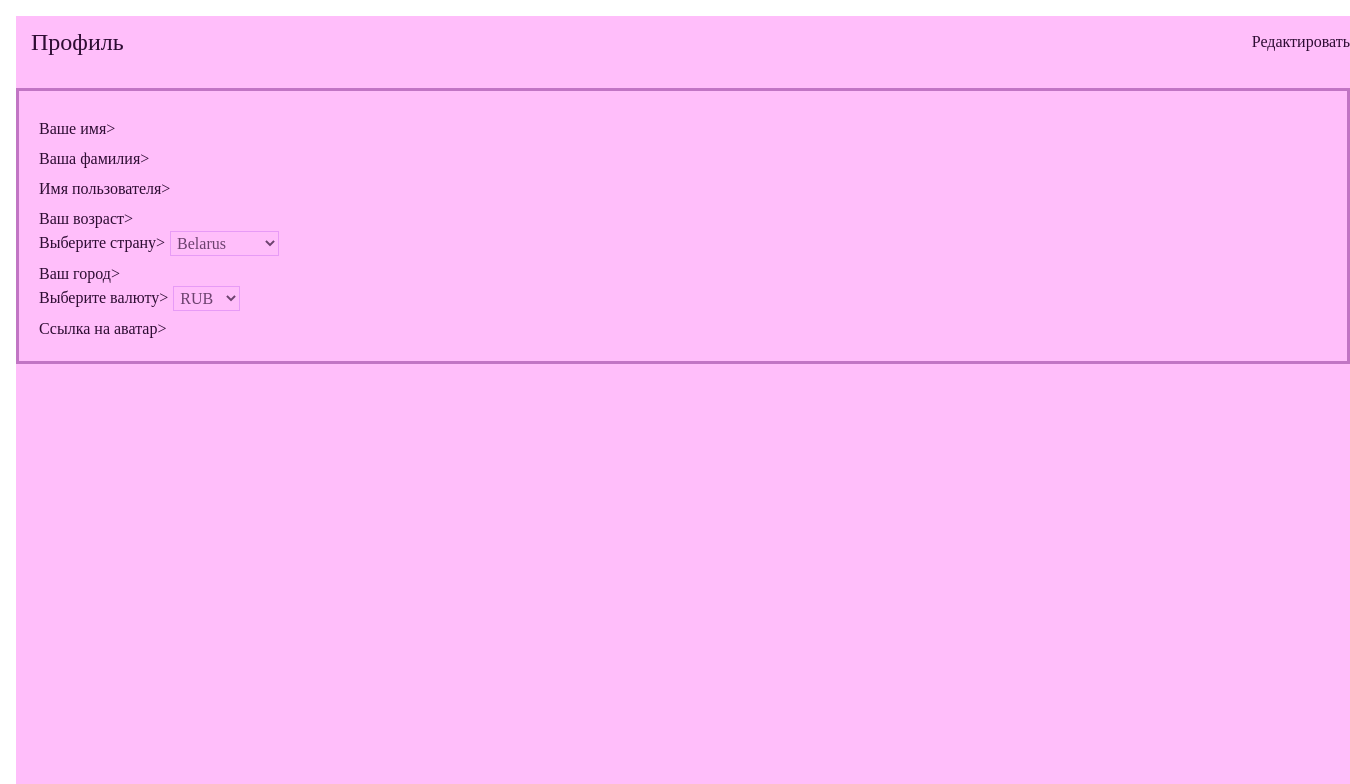 Профиль
Редактировать
Ваше имя>
Ваша фамилия>
Имя пользователя>
Ваш возраст>
Выберите страну> Belarus
Ваш город>
Выберите валюту> RUB
Ссылка на аватар>